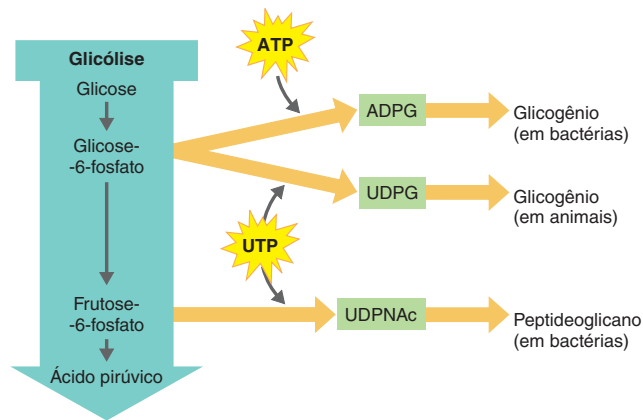 Glicólise
Glicose
Glicose-
-6-fosfato
Frutose-
-6-fosfato
Ácido pirúvico
ATP
UTP
ADPG
UDPG
UDPNAc
Glicogênio
(em bactérias)
Glicogênio
(em animais)
Peptideoglicano
(em bactérias)